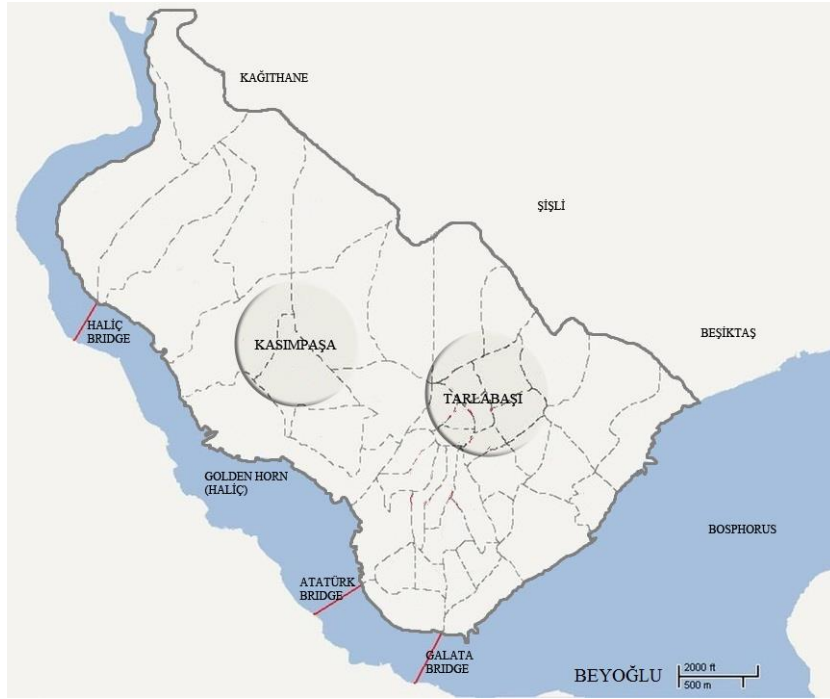 KAĞITHANE
ŞİŞLİ
BEŞİKTAŞ
HALİÇ
BRIDGE
KASIMPAŞA
TARLABAŞI
GOLDEN HORN
(HALİÇ)
BOSPHORUS
ATATÜRK
BRIDGE
GALATA
BRIDGE
BEYOĞLU
2000 ft
500 m